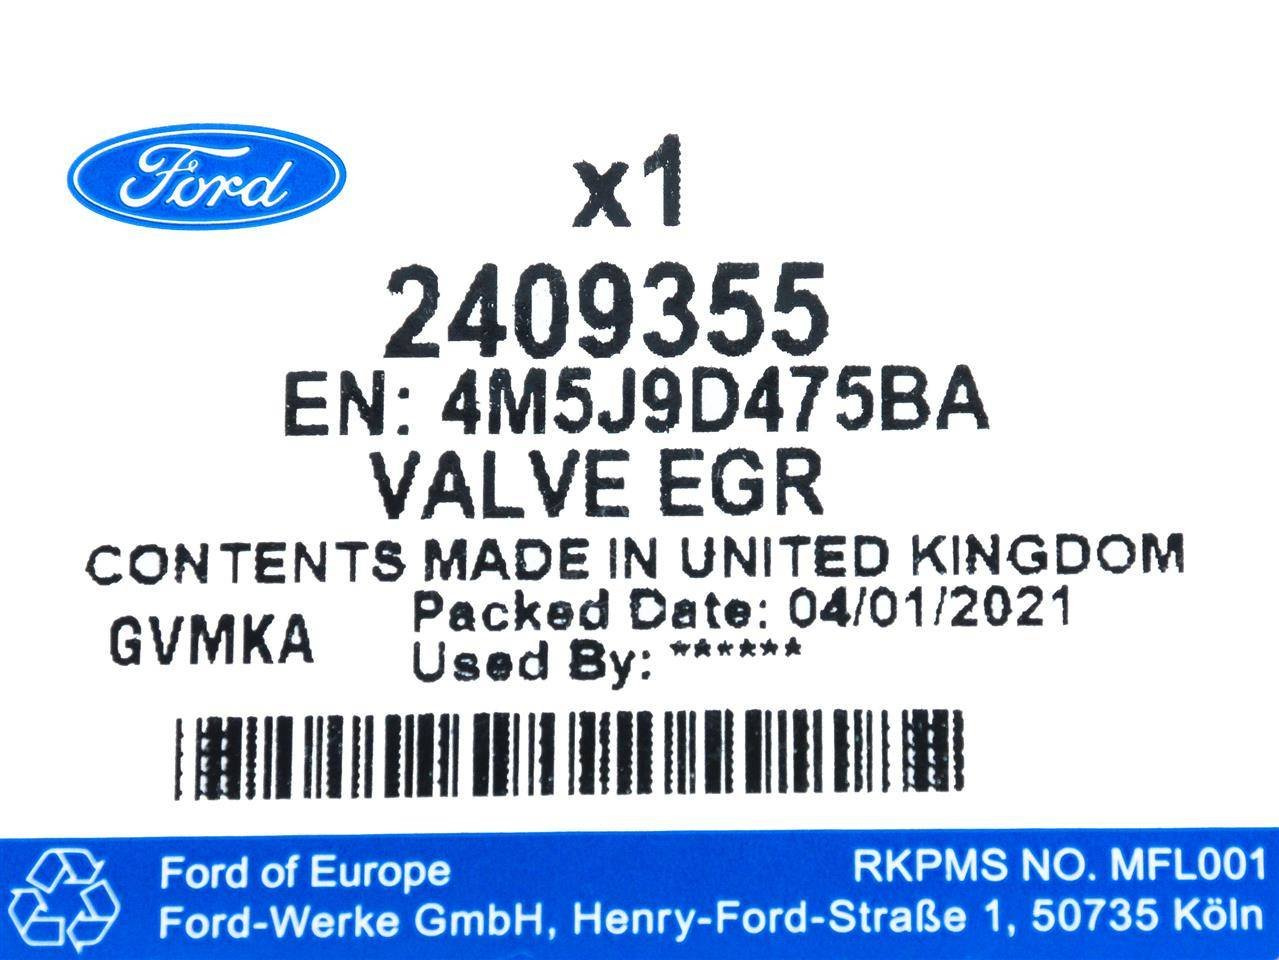 Ford
x1
2409355
EN: 4M5J9D475BA
VALVE EGR
CONTENTS MADE IN UNITED KINGDOM
GVMKA
Packed Date: 04/01/2021
Used By: ******
Ford of Europe
RKPMS NO. MFL001
Ford-Werke GmbH, Henry-Ford-Straße 1, 50735 Köln